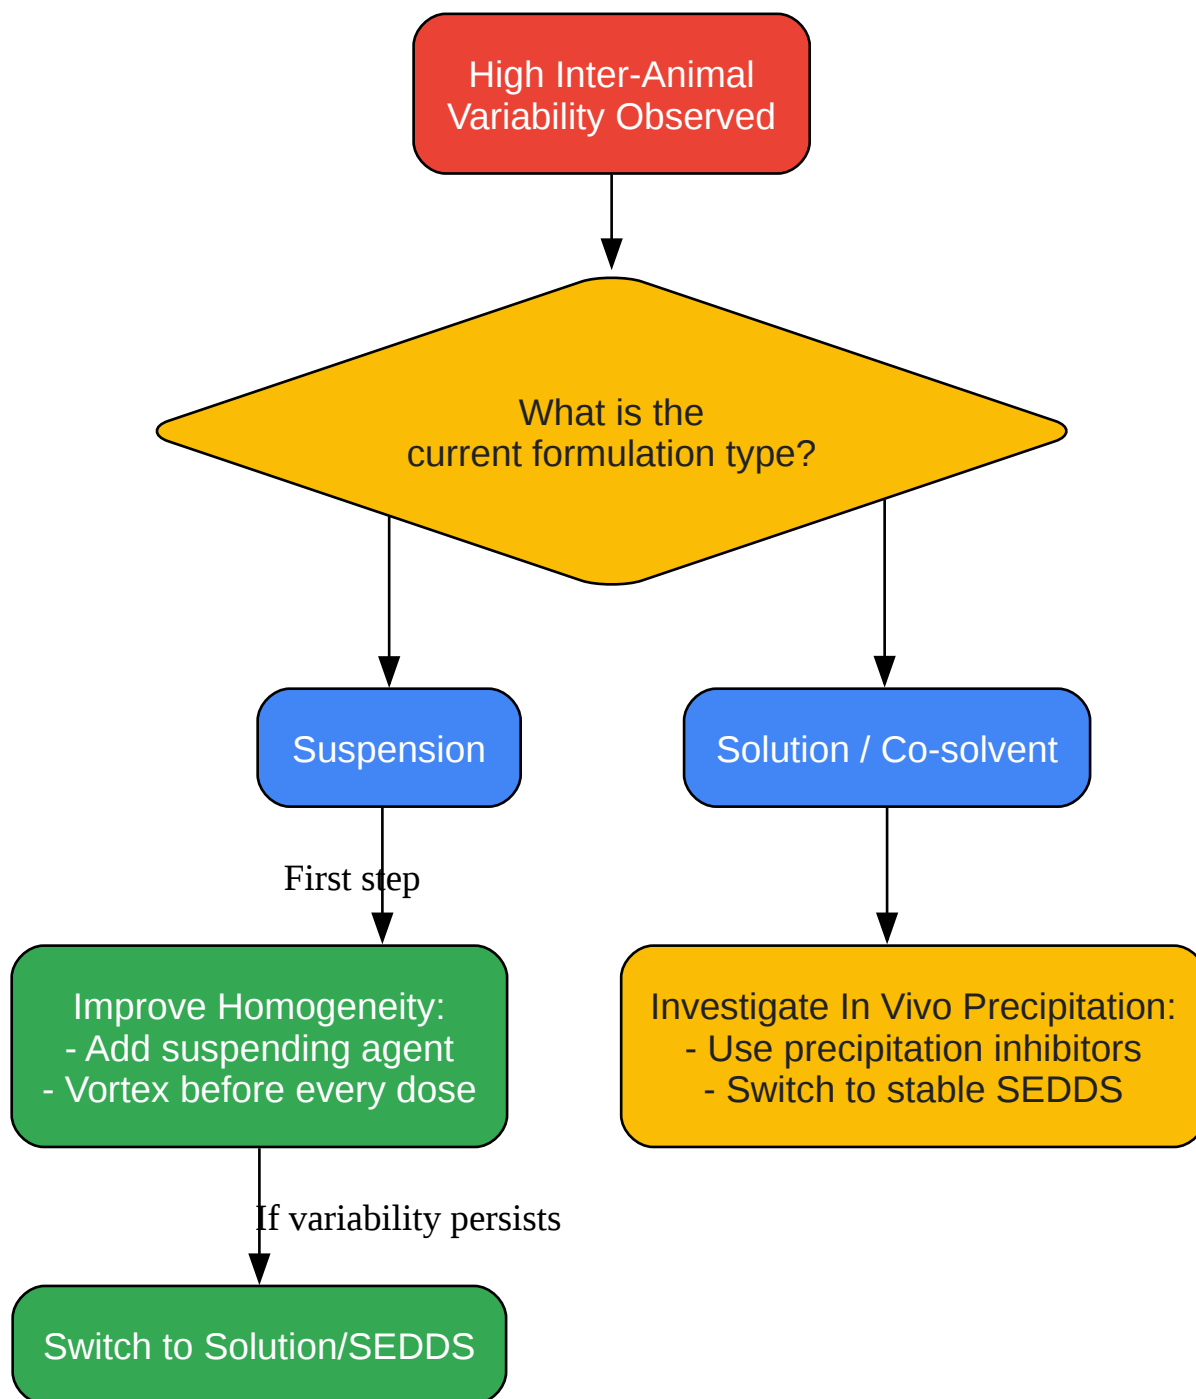 High Inter-Animal
Variability Observed
What is the
current formulation type?
Suspension
Solution / Co-solvent
First step
Improve Homogeneity:
- Add suspending agent
- Vortex before every dose
Investigate In Vivo Precipitation:
- Use precipitation inhibitors
- Switch to stable SEDDS
If variability persists
Switch to Solution/SEDDS